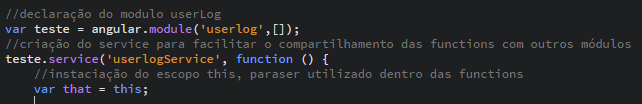 //declaração do modulo userLog
var teste = angular.module('userlog',[]);
//criação do service para facilitar o compartilhamento das functions com outros módulos
teste.service('userlogService', function () {
//instaciação do escopo this, paraser utilizado dentro das functions
var that = this;